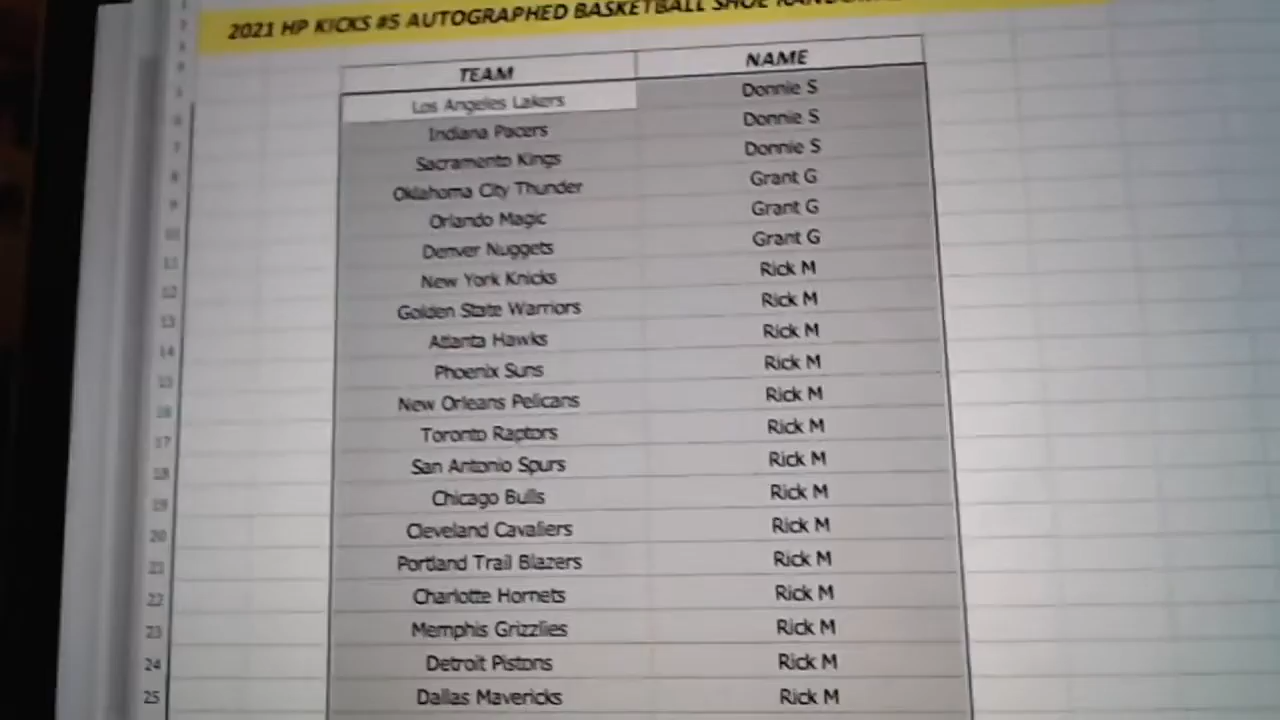 2021 HP KICKS #5 AUTOGRAPHED BASKETBALL SHOE
TEAM NAME
Los Angeles Lakers Donnie S
Indiana Pacers Donnie S
Sacramento Kings Donnie S
Oklahoma City Thunder Grant G
Orlando Magic Grant G
Denver Nuggets Grant G
New York Knicks Rick M
Golden State Warriors Rick M
Atlanta Hawks Rick M
Phoenix Suns Rick M
New Orleans Pelicans Rick M
Toronto Raptors Rick M
San Antonio Spurs Rick M
Chicago Bulls Rick M
Cleveland Cavaliers Rick M
Portland Trail Blazers Rick M
22 Charlotte Hornets Rick M
23 Memphis Grizzlies Rick M
24 Detroit Pistons Rick M
25 Dallas Mavericks Rick M